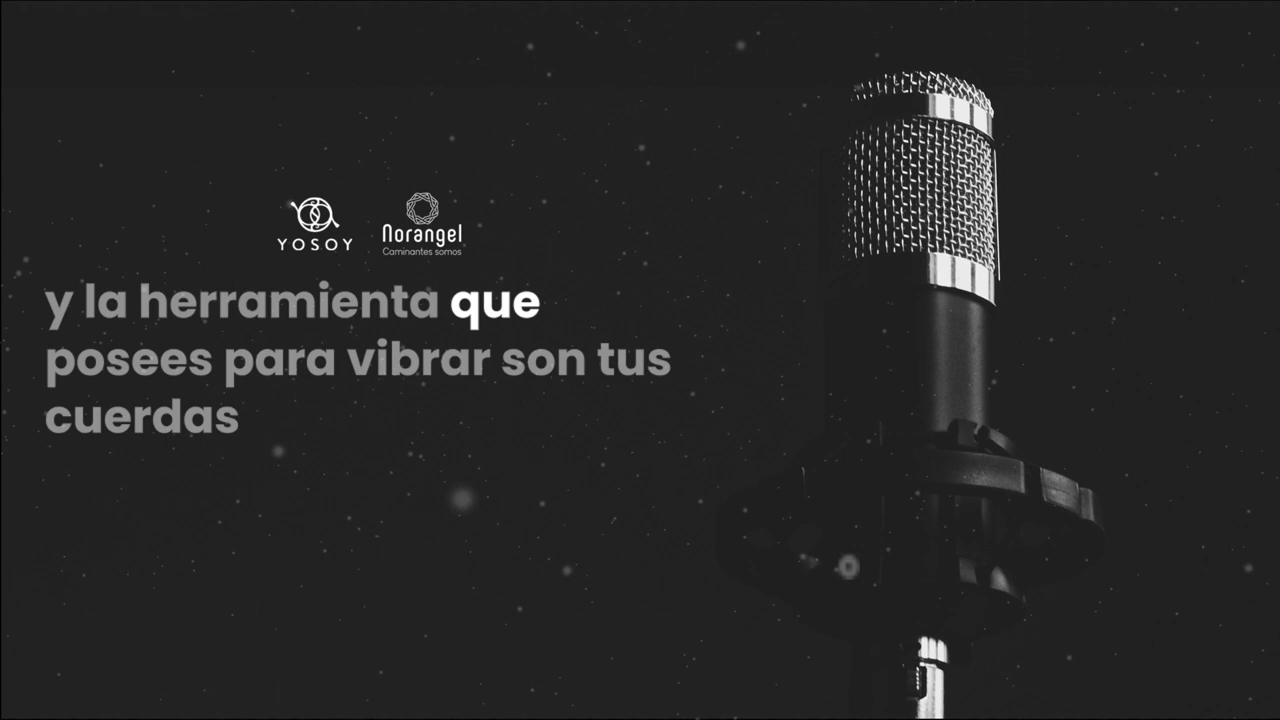 YOSOY
Norangel
Caminantes somos
y la herramienta que
posees para vibrar son tus
cuerdas